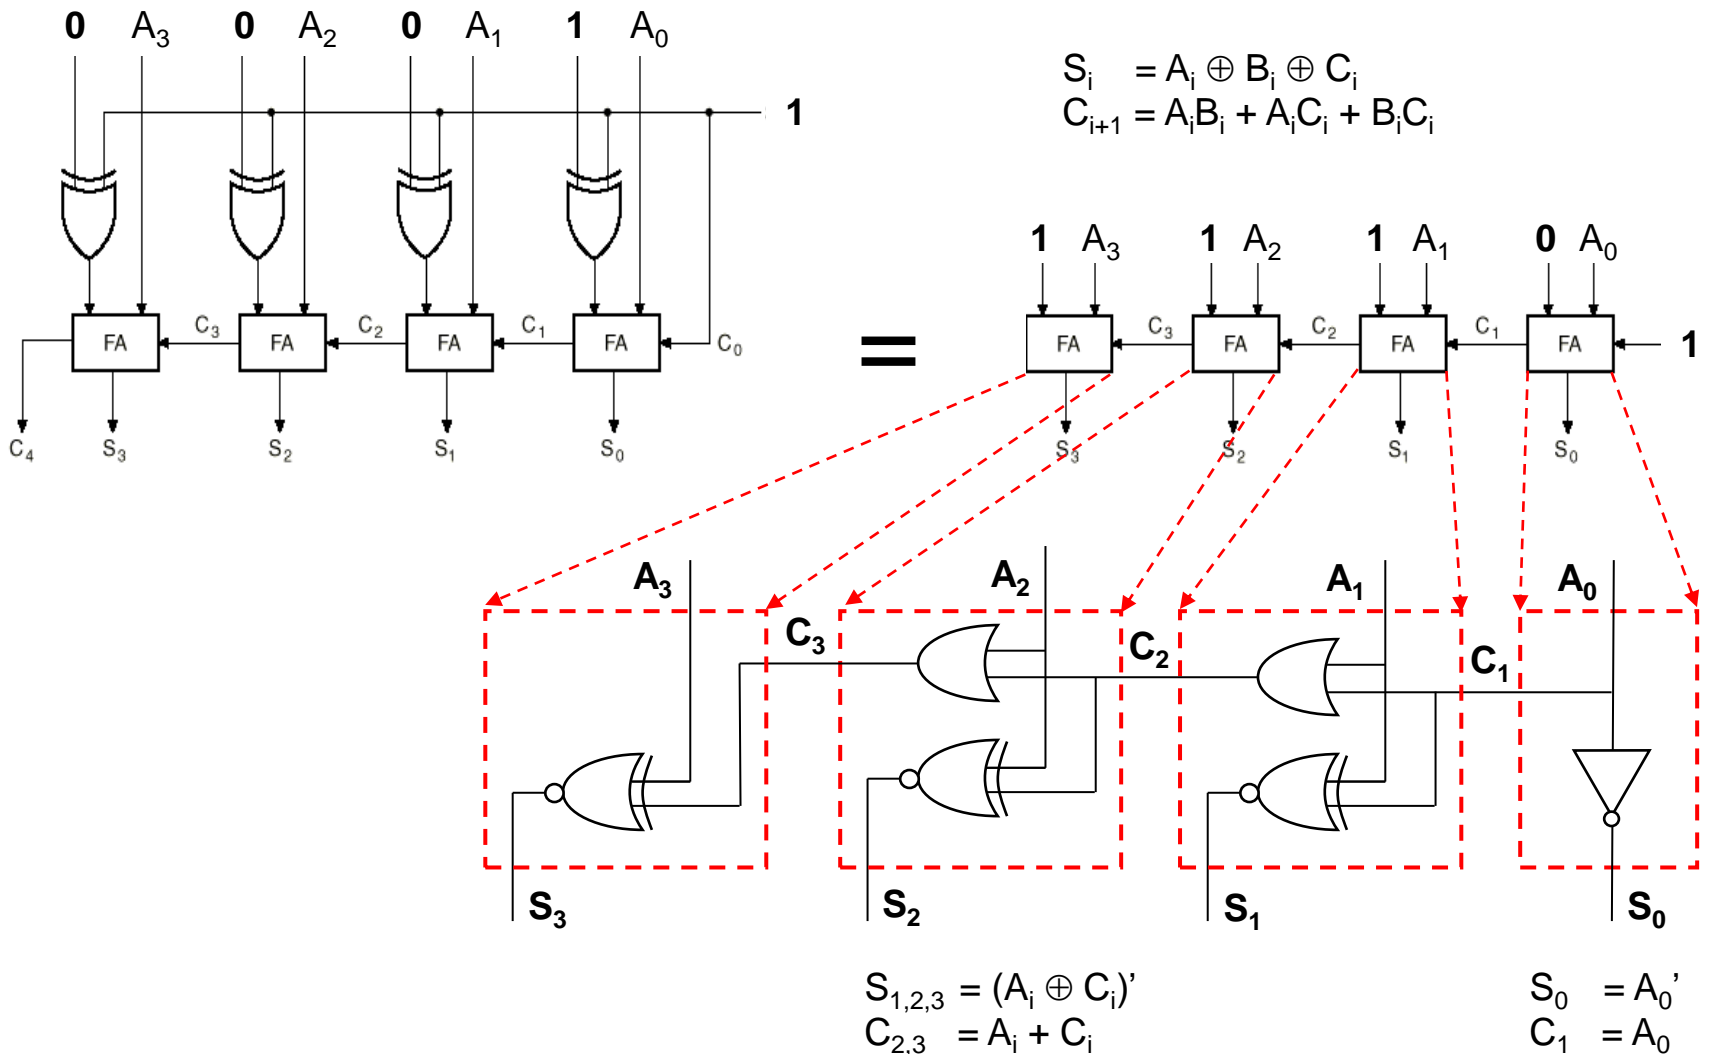 0 A₃ 0 A₂ 0 A₁ 1 A₀
1
FA C₃ FA C₂ FA C₁ FA C₀
C₄ S₃ S₂ S₁ S₀
Sᵢ = Aᵢ ⊕ Bᵢ ⊕ Cᵢ
Cᵢ₊₁ = AᵢBᵢ + AᵢCᵢ + BᵢCᵢ
=
1 A₃ 1 A₂ 1 A₁ 0 A₀
FA C₃ FA C₂ FA C₁ FA 1
S₃ S₂ S₁ S₀
A₃ A₂ A₁ A₀
C₃ C₂ C₁
S₃ S₂ S₁ S₀
S₁,₂,₃ = (Aᵢ ⊕ Cᵢ)’
C₂,₃ = Aᵢ + Cᵢ
S₀ = A₀’
C₁ = A₀